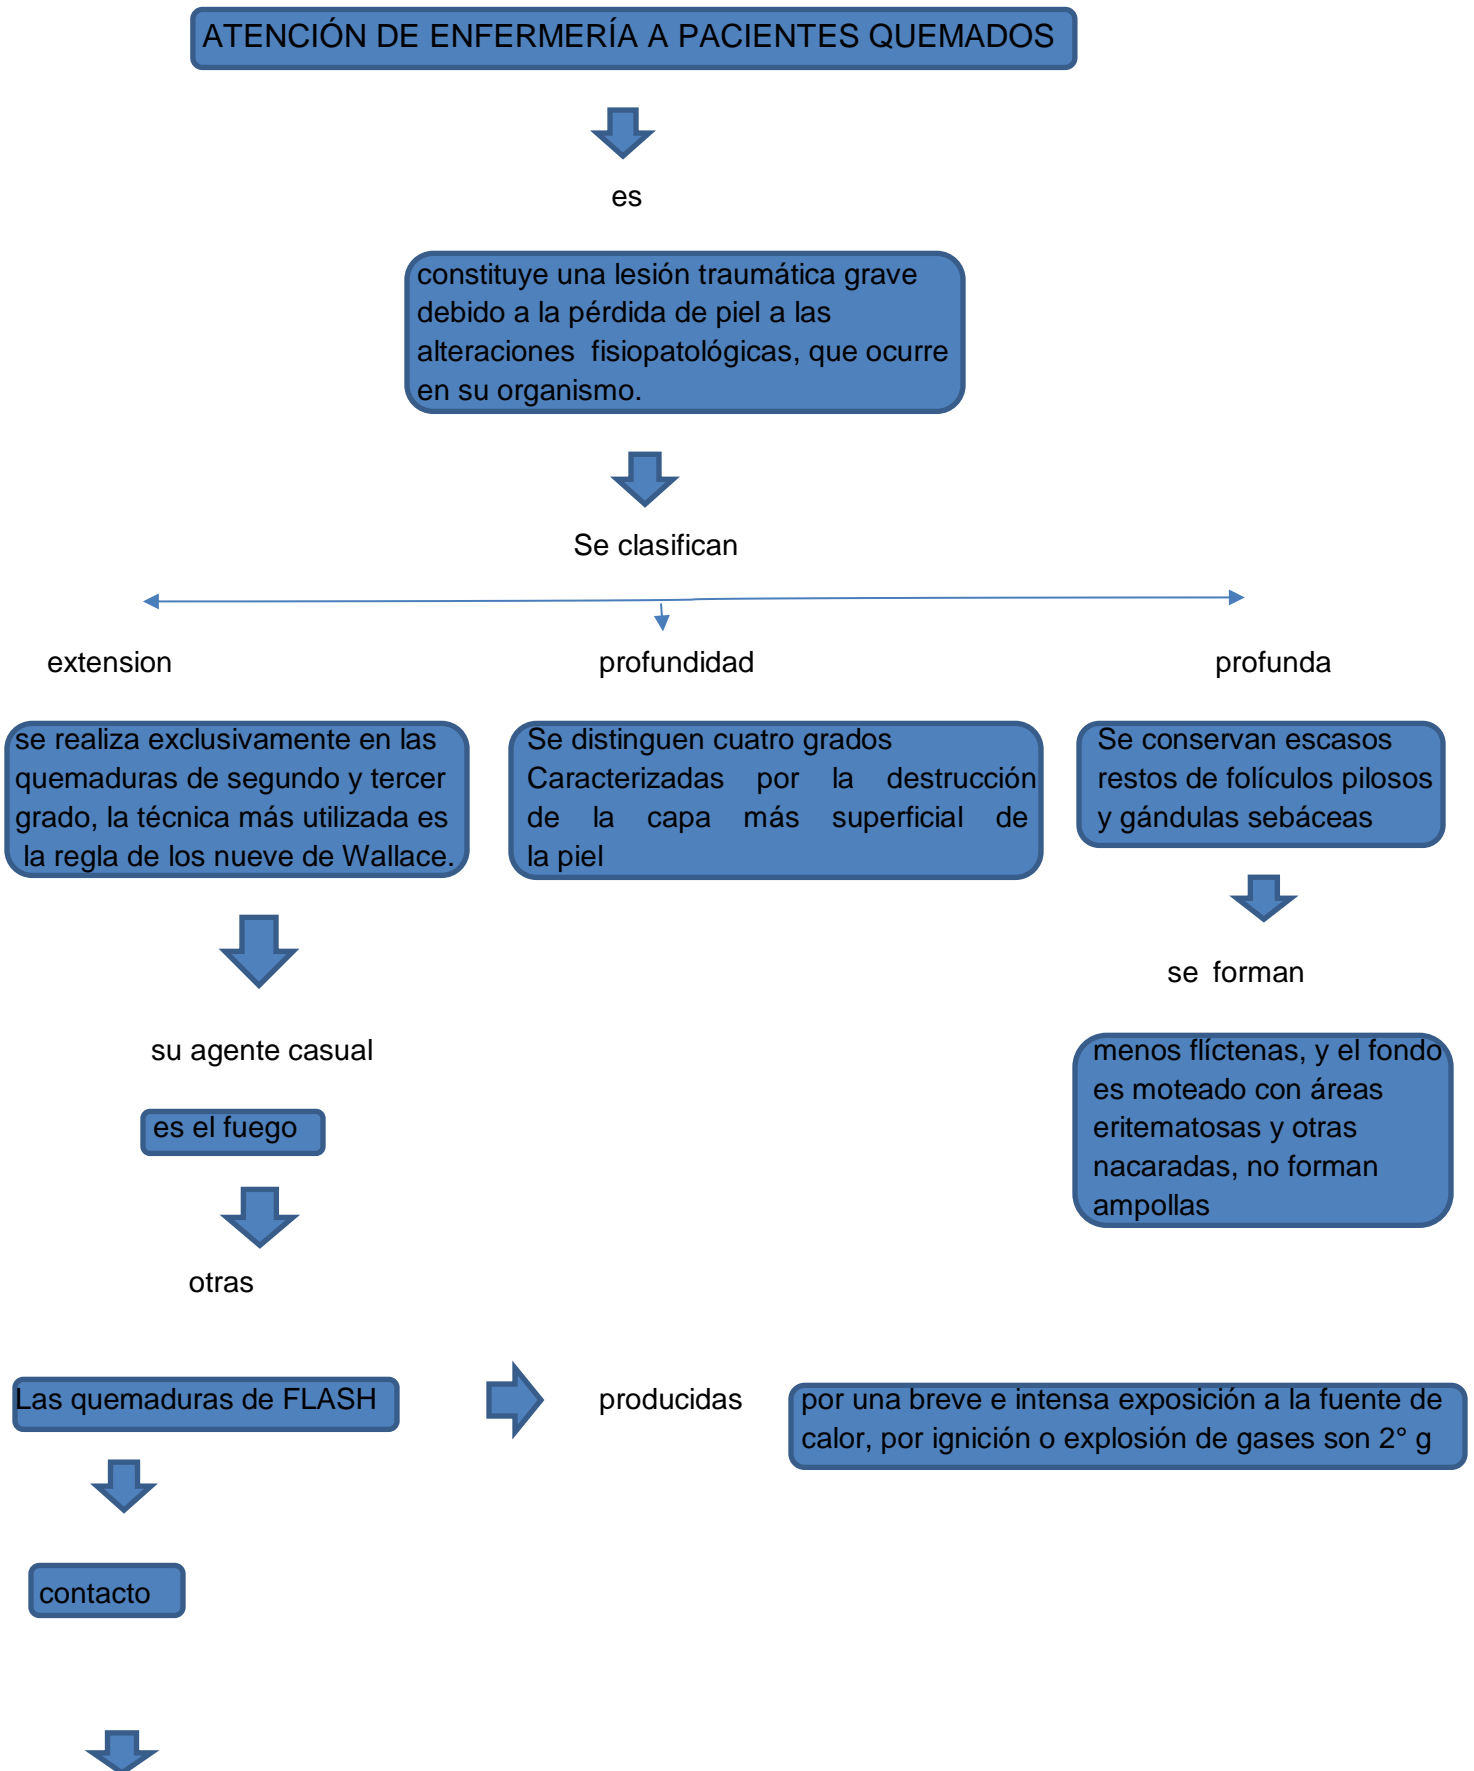 ATENCIÓN DE ENFERMERÍA A PACIENTES QUEMADOS
es
constituye una lesión traumática grave
debido a la pérdida de piel a las
alteraciones fisiopatológicas, que ocurre
en su organismo.
Se clasifican
extension
profundidad
profunda
se realiza exclusivamente en las
quemaduras de segundo y tercer
grado, la técnica más utilizada es
la regla de los nueve de Wallace.
Se distinguen cuatro grados
Caracterizadas por la destrucción
de la capa más superficial de
la piel
Se conservan escasos
restos de folículos pilosos
y gándulas sebáceas
se forman
menos flíctenas, y el fondo
es moteado con áreas
eritematosas y otras
nacaradas, no forman
ampollas
su agente casual
es el fuego
otras
Las quemaduras de FLASH
producidas
por una breve e intensa exposición a la fuente de
calor, por ignición o explosión de gases son 2° g
contacto